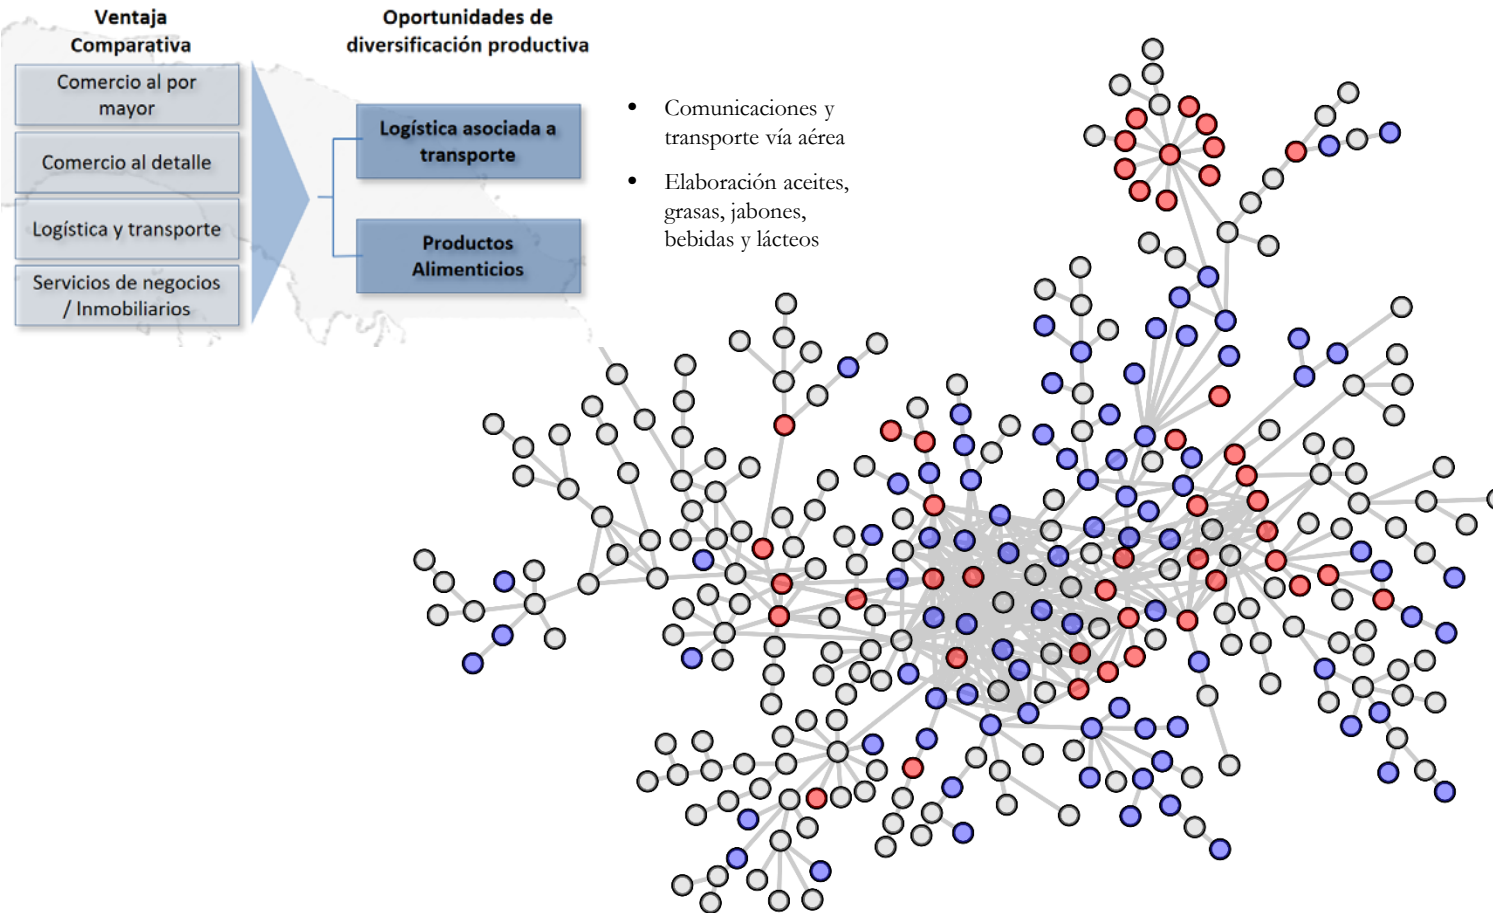 Ventaja
Comparativa
Comercio al por
mayor
Comercio al detalle
Logística y transporte
Servicios de negocios
/ Inmobiliarios
Oportunidades de
diversificación productiva
Logística asociada a
transporte
Productos
Alimenticios
• Comunicaciones y
transporte vía aérea
• Elaboración aceites,
grasas, jabones,
bebidas y lácteos